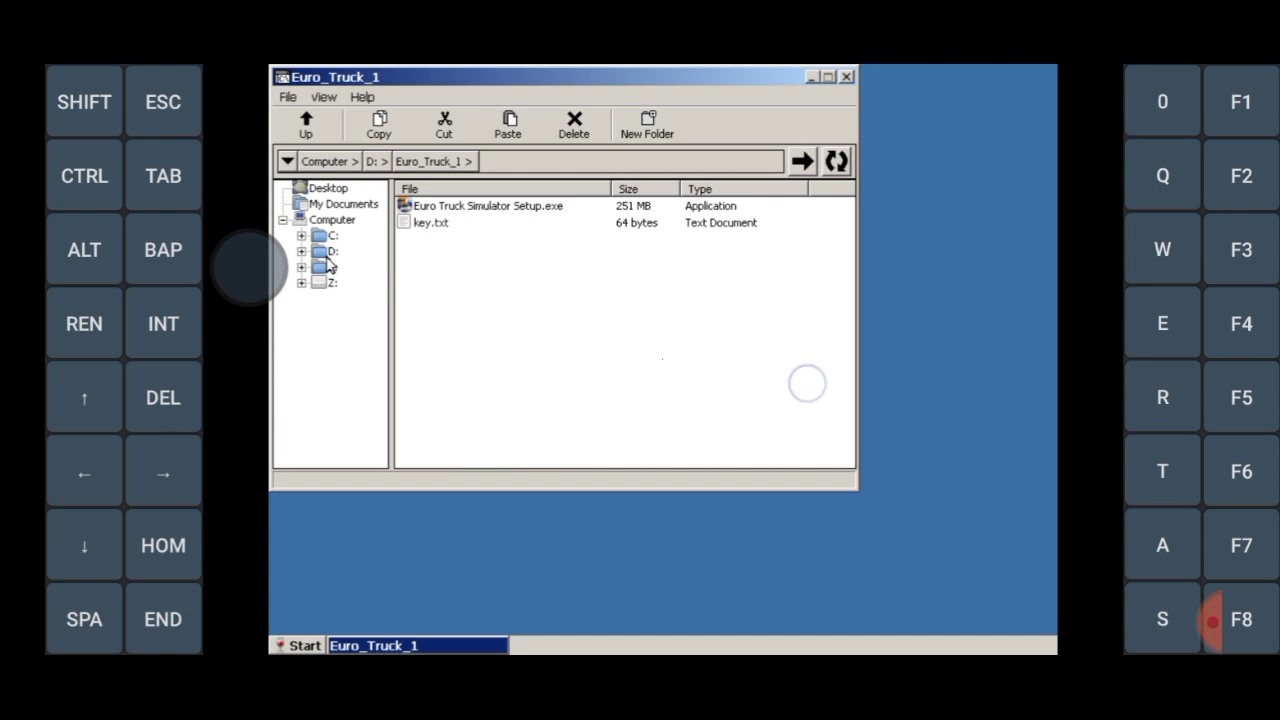 SHIFT ESC
CTRL TAB
ALT BAP
REN INT
↑ DEL
← →
↓ HOM
SPA END
Euro_Truck_1
File View Help
Up Copy Cut Paste Delete New Folder
Computer > D: > Euro_Truck_1 >
Desktop
My Documents
Computer
C:
D:
Z:
File Size Type
Euro Truck Simulator Setup.exe 251 MB Application
key.txt 64 bytes Text Document
Start Euro_Truck_1
0 F1
Q F2
W F3
E F4
R F5
T F6
A F7
S F8